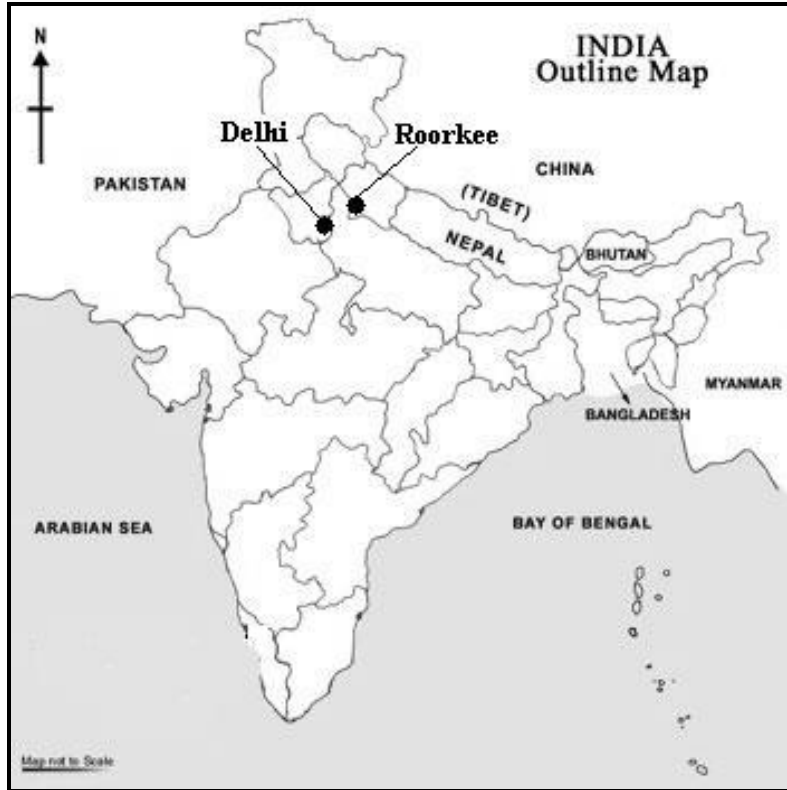 INDIA
Outline Map
N
Delhi
Roorkee
PAKISTAN
CHINA
(TIBET)
NEPAL
BHUTAN
MYANMAR
BANGLADESH
ARABIAN SEA
BAY OF BENGAL
Map not to Scale